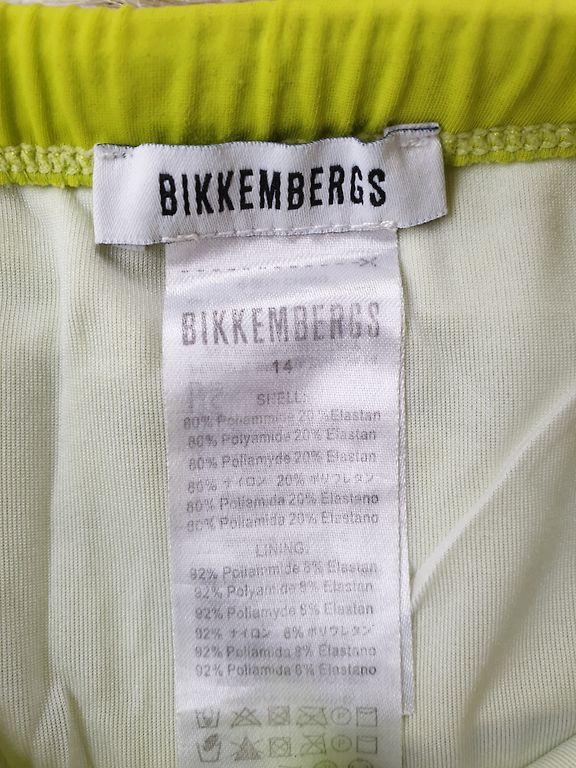 BIKKEMBERGS
BIKKEMBERGS
14
SHELL:
80% Poliammide 20% Elastan
80% Polyamide 20% Elastan
80% Poliamyde 20% Elastan
80% ナイロン 20% ポリウレタン
80% Poliamida 20% Elastano
80% Poliamida 20% Elastano
LINING:
92% Poliammide 8% Elastan
92% Polyamide 8% Elastan
92% Poliamyde 8% Elastan
92% ナイロン 8% ポリウレタン
92% Poliamida 8% Elastano
92% Poliamida 8% Elastano